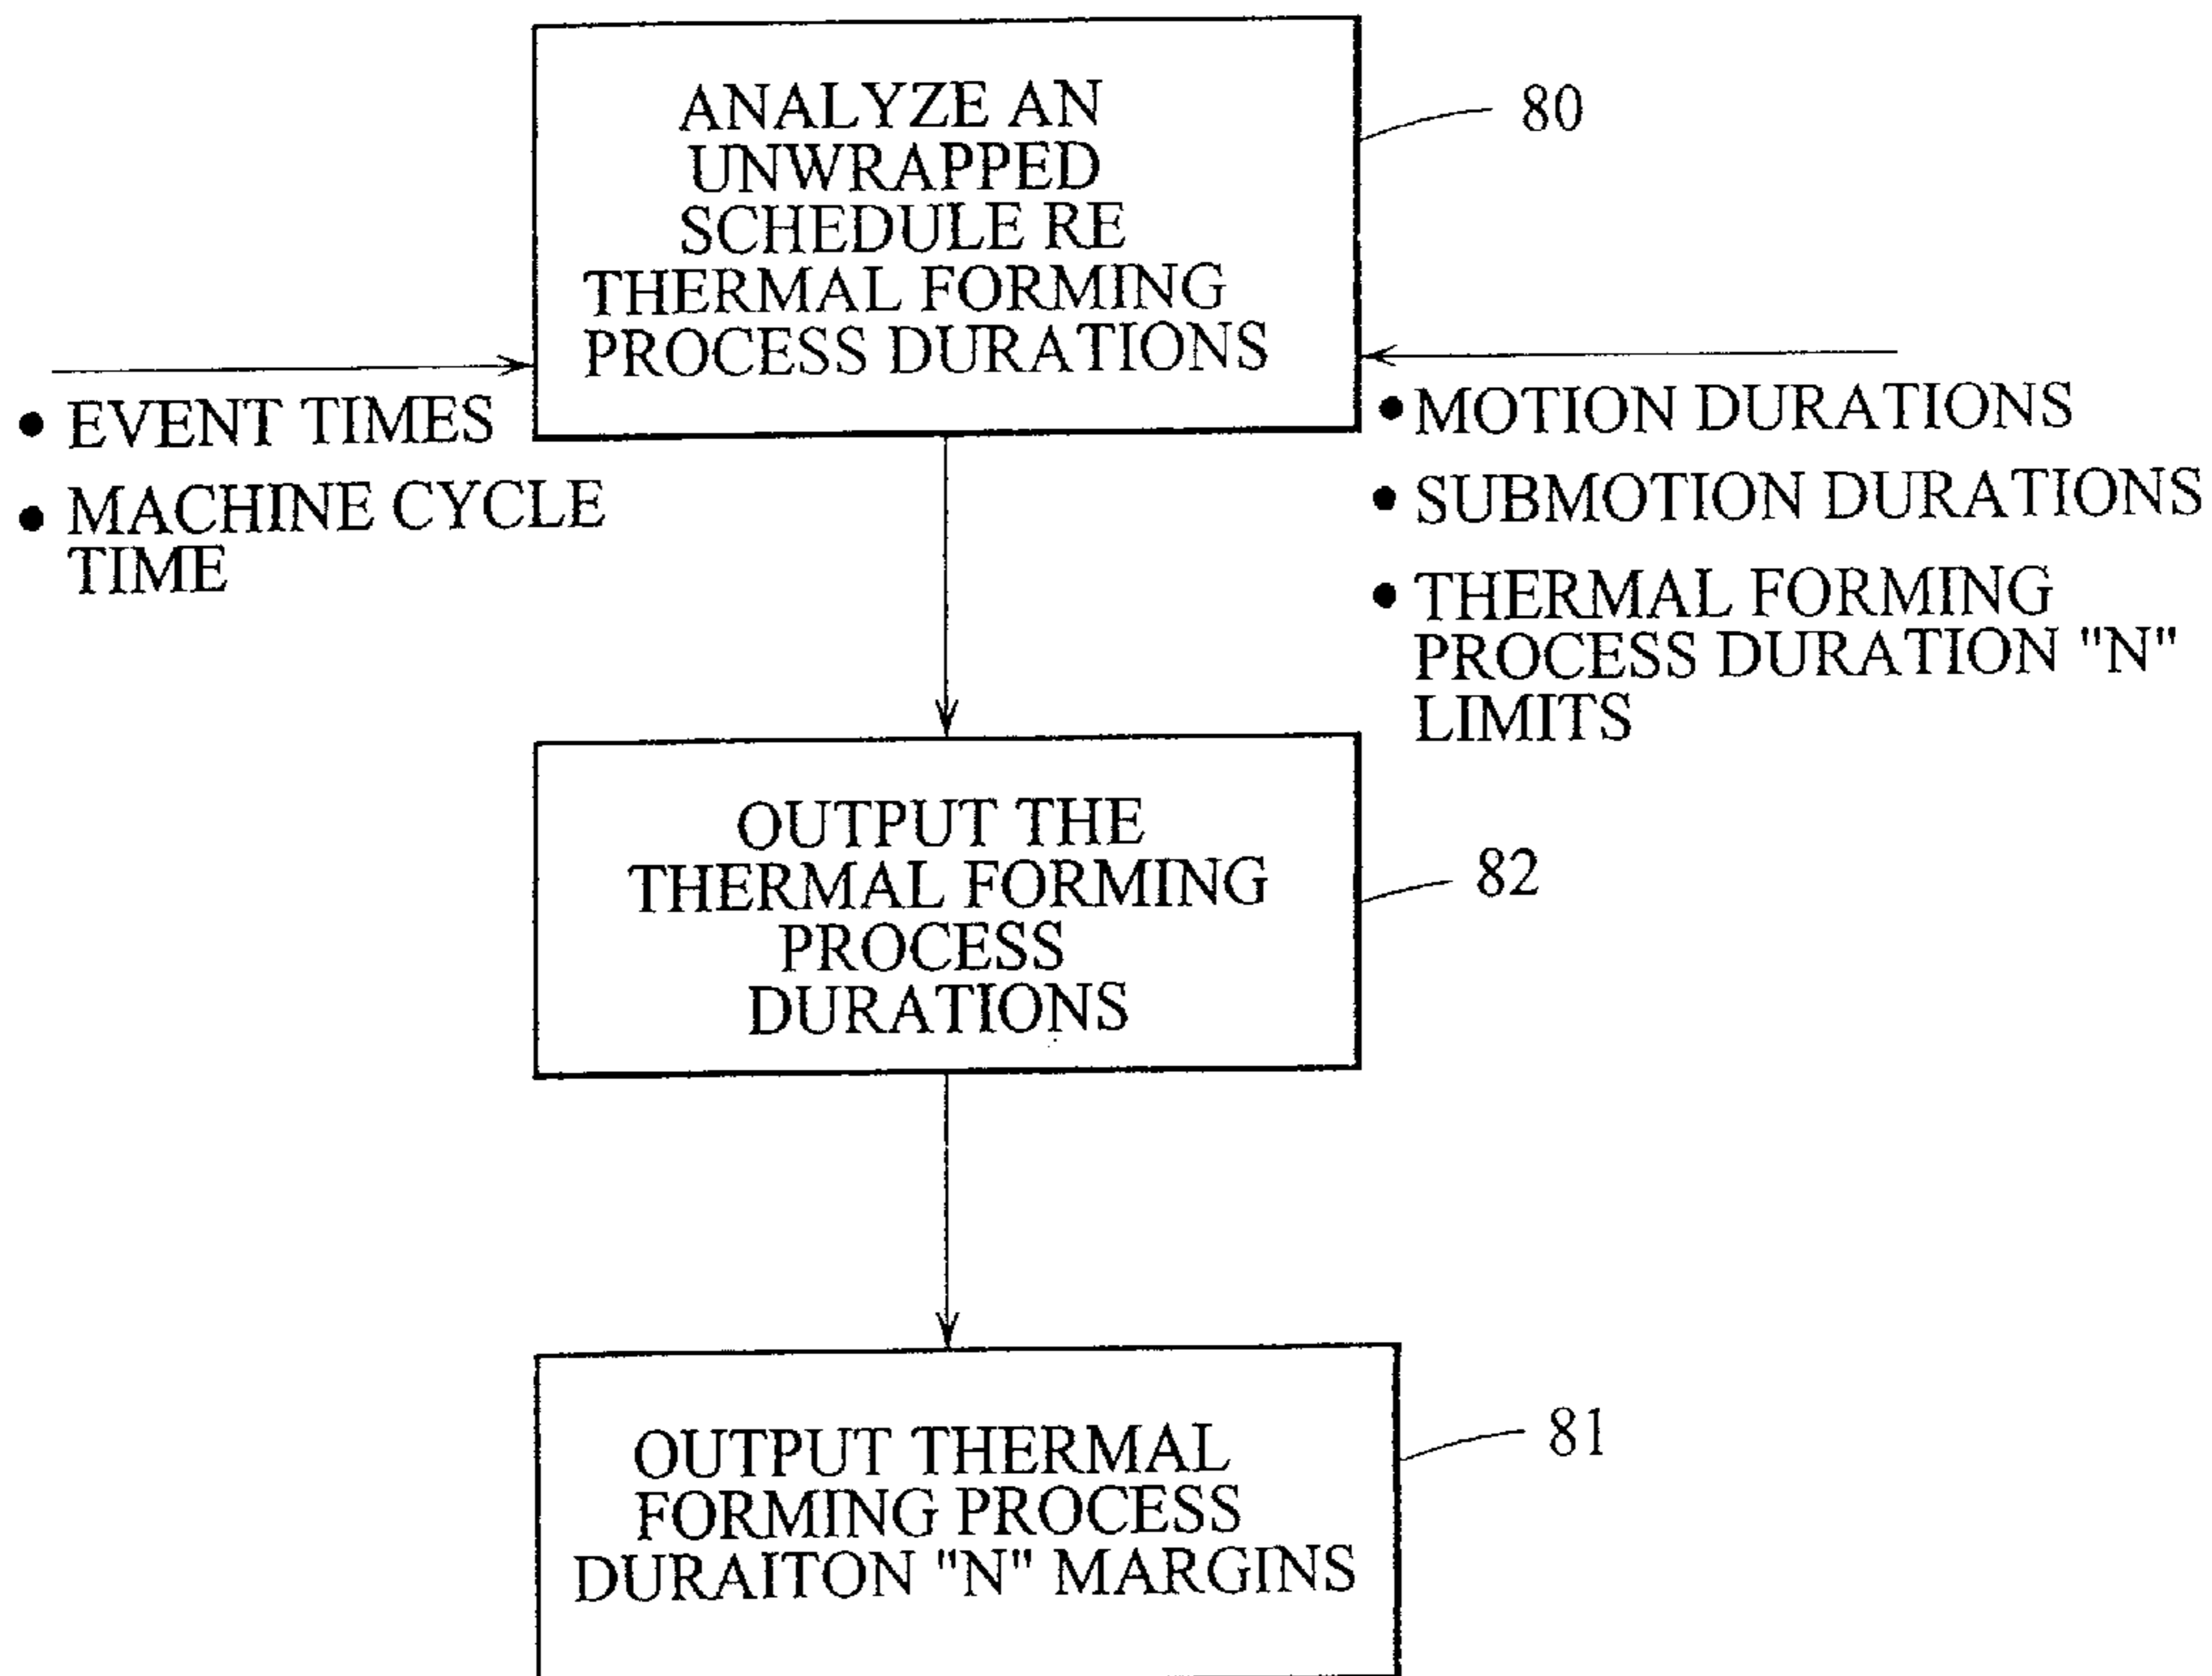 ANALYZE AN
UNWRAPPED
SCHEDULE RE
THERMAL FORMING
PROCESS DURATIONS
80
• EVENT TIMES
• MACHINE CYCLE
TIME
• MOTION DURATIONS
• SUBMOTION DURATIONS
• THERMAL FORMING
PROCESS DURATION "N"
LIMITS
OUTPUT THE
THERMAL FORMING
PROCESS
DURATIONS
82
OUTPUT THERMAL
FORMING PROCESS
DURAITON "N" MARGINS
81